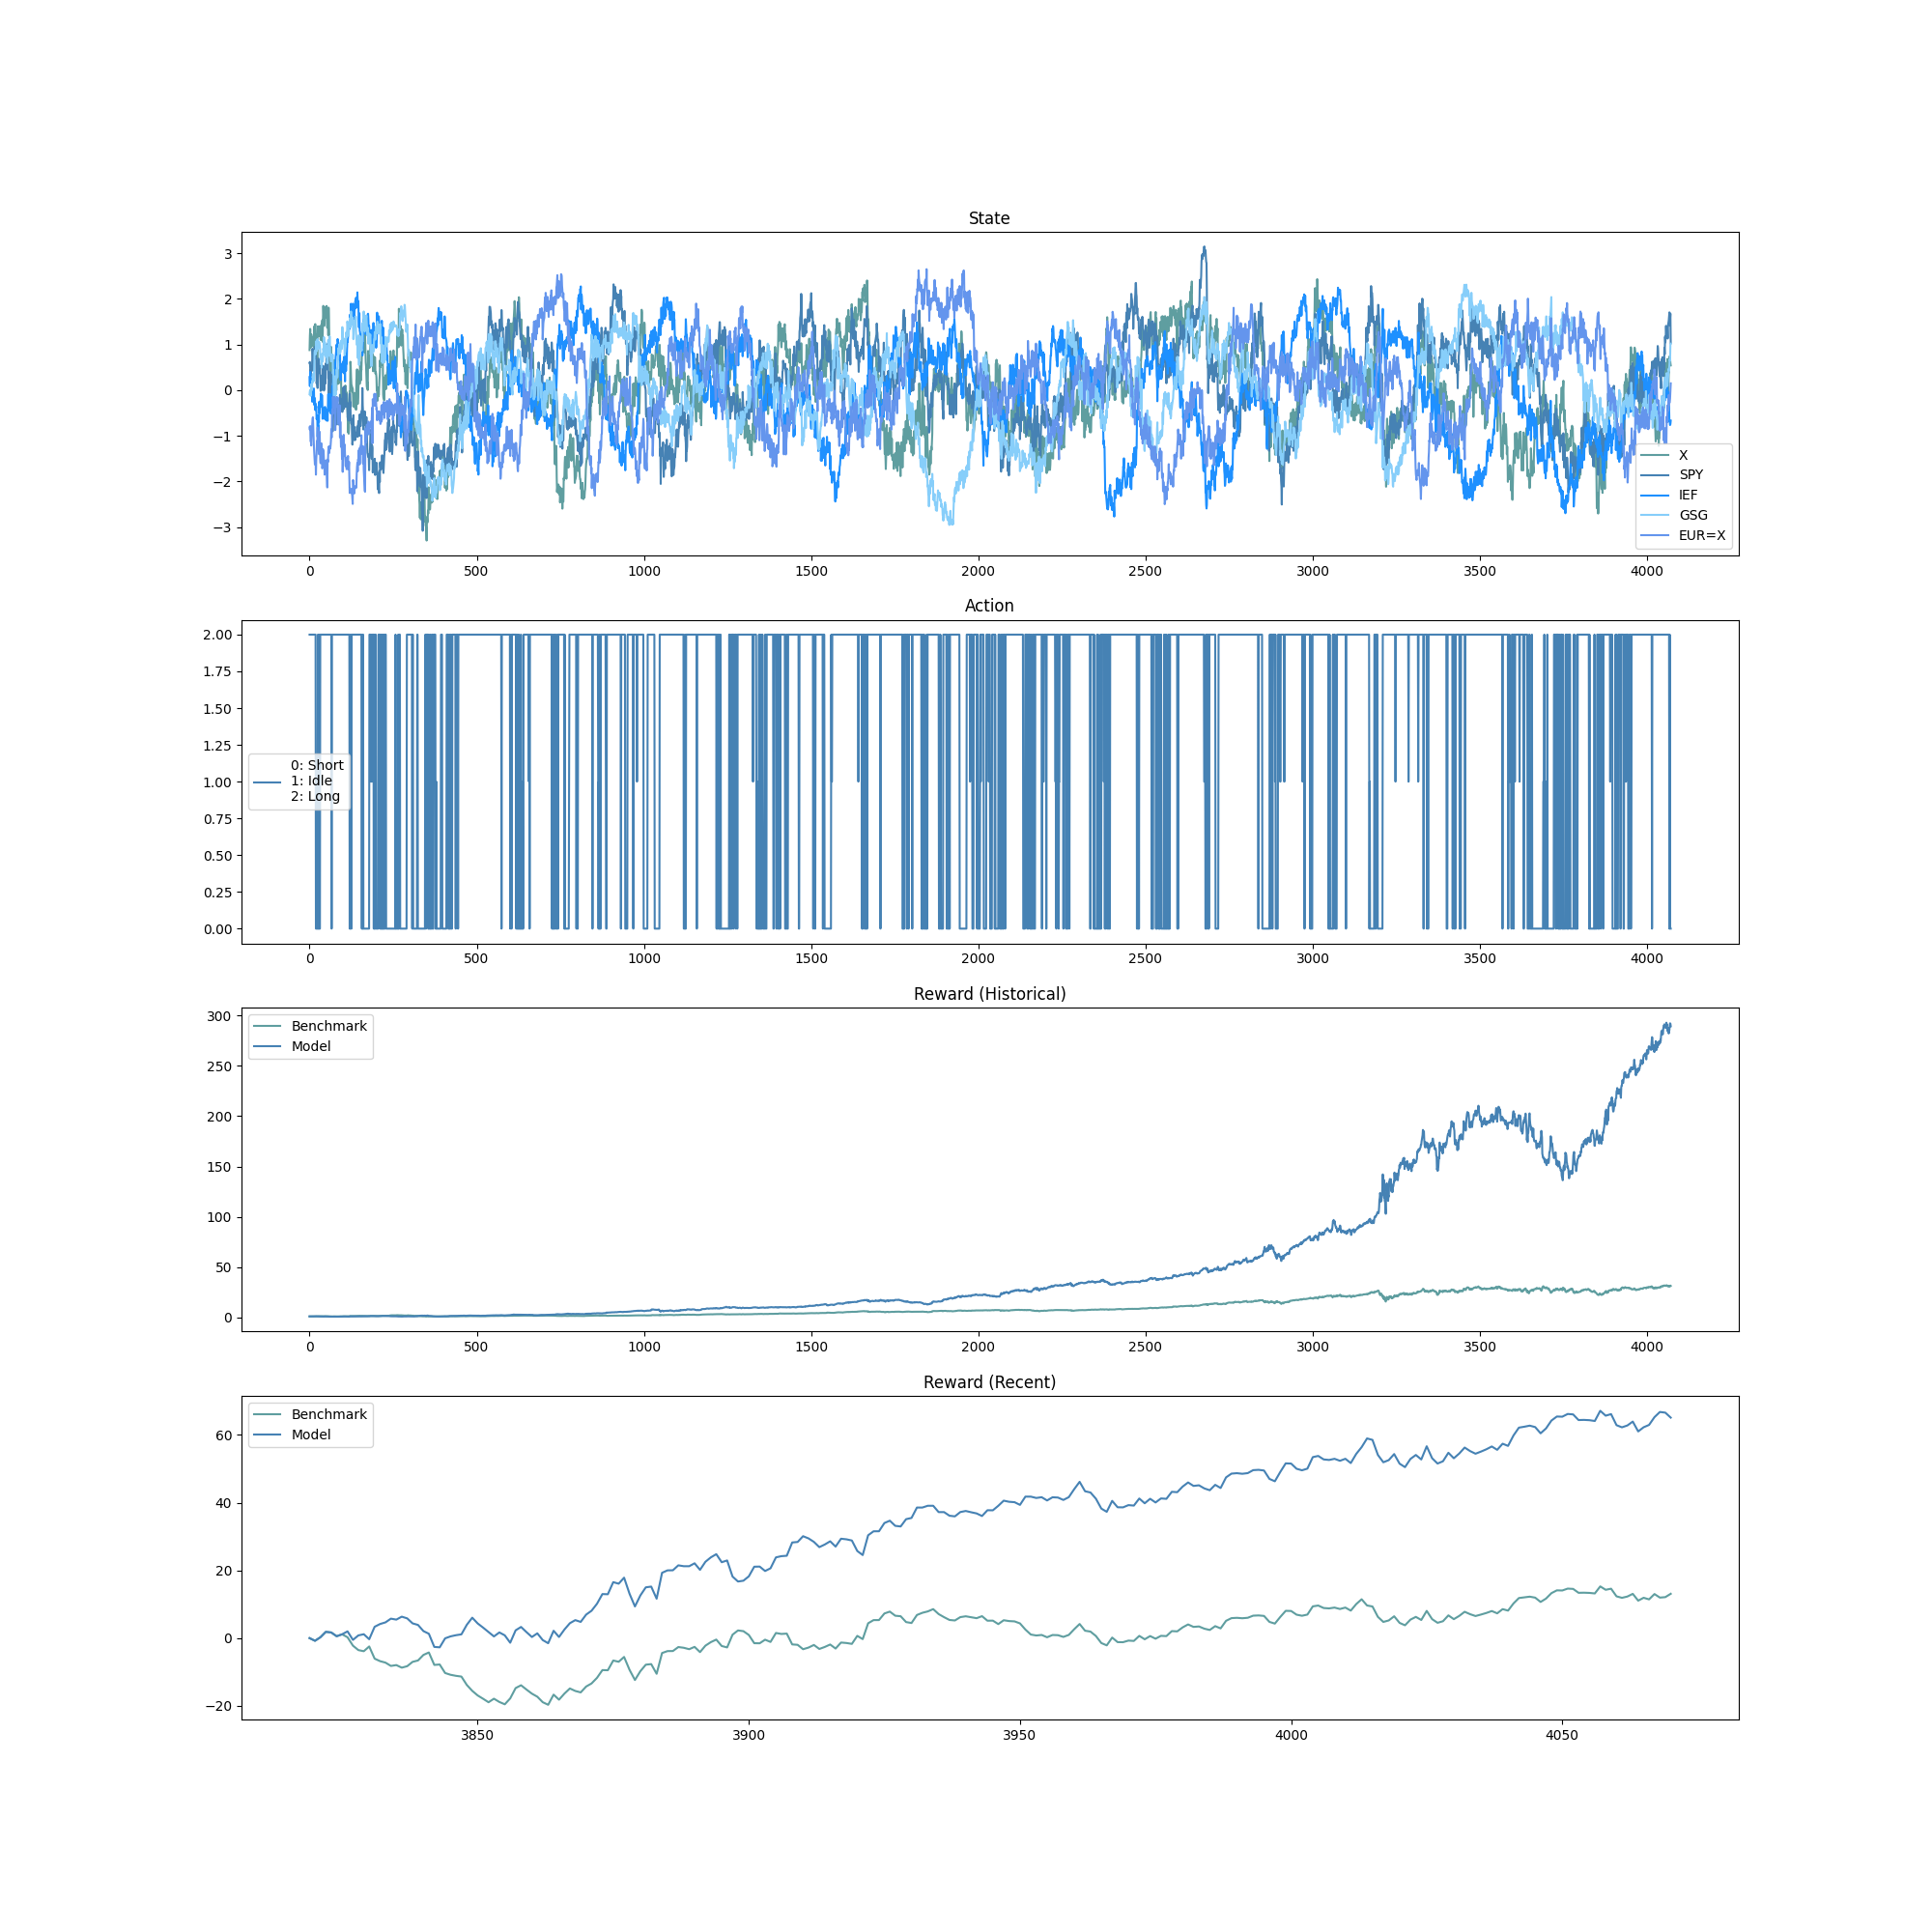 State
3
2
1
0
−1
−2
−3
X
SPY
IEF
GSG
EUR=X
0 500 1000 1500 2000 2500 3000 3500 4000
Action
2.00
1.75
1.50
1.25
1.00
0.75
0.50
0.25
0.00
0: Short
1: Idle
2: Long
0 500 1000 1500 2000 2500 3000 3500 4000
Reward (Historical)
300
250
200
150
100
50
0
Benchmark
Model
0 500 1000 1500 2000 2500 3000 3500 4000
Reward (Recent)
60
40
20
0
−20
Benchmark
Model
3850 3900 3950 4000 4050